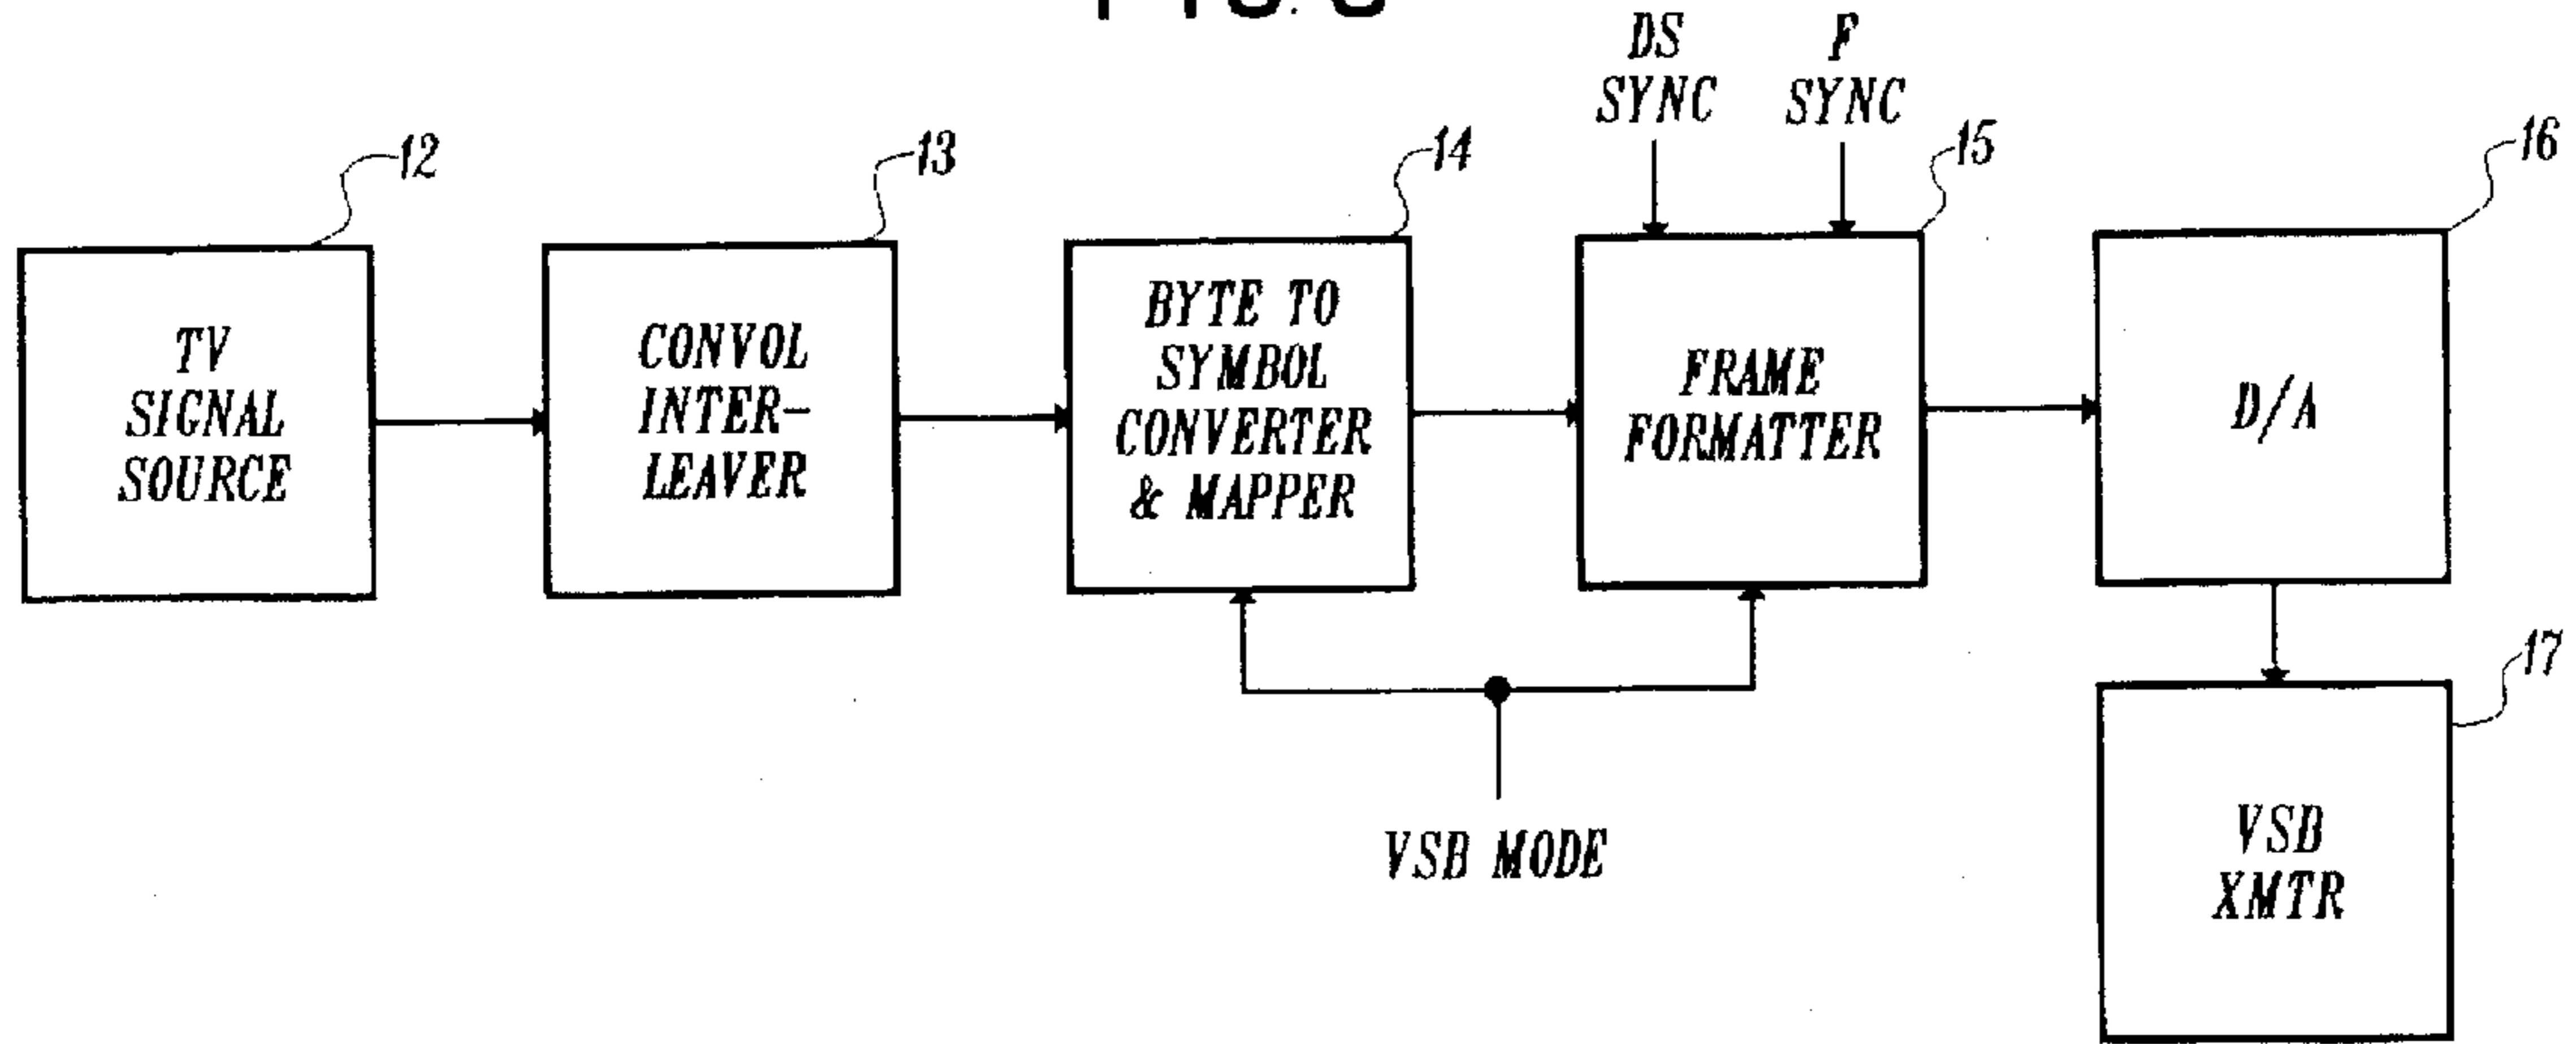 DS
SYNC
F
SYNC
12
13
14
15
16
TV
SIGNAL
SOURCE
CONVOL
INTER-
LEAVER
BYTE TO
SYMBOL
CONVERTER
& MAPPER
FRAME
FORMATTER
D/A
17
VSB MODE
VSB
XMTR